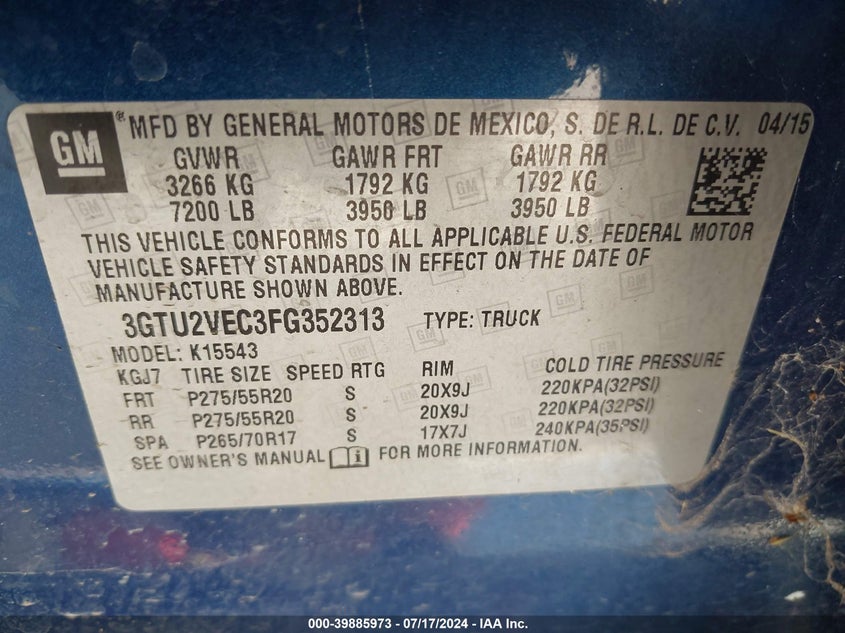 GM ® MFD BY GENERAL MOTORS DE MEXICO, S. DE R.L. DE C.V. 04/15
GVWR GAWR FRT GAWR RR
3266 KG 1792 KG 1792 KG
7200 LB 3950 LB 3950 LB
THIS VEHICLE CONFORMS TO ALL APPLICABLE U.S. FEDERAL MOTOR
VEHICLE SAFETY STANDARDS IN EFFECT ON THE DATE OF
MANUFACTURE SHOWN ABOVE.
3GTU2VEC3FG352313 TYPE: TRUCK
MODEL: K15543
KGJ7 TIRE SIZE SPEED RTG RIM COLD TIRE PRESSURE
FRT P275/55R20 S 20X9J 220KPA(32PSI)
RR P275/55R20 S 20X9J 220KPA(32PSI)
SPA P265/70R17 S 17X7J 240KPA(35PSI)
SEE OWNER'S MANUAL i FOR MORE INFORMATION.
000-39885973 - 07/17/2024 - IAA Inc.